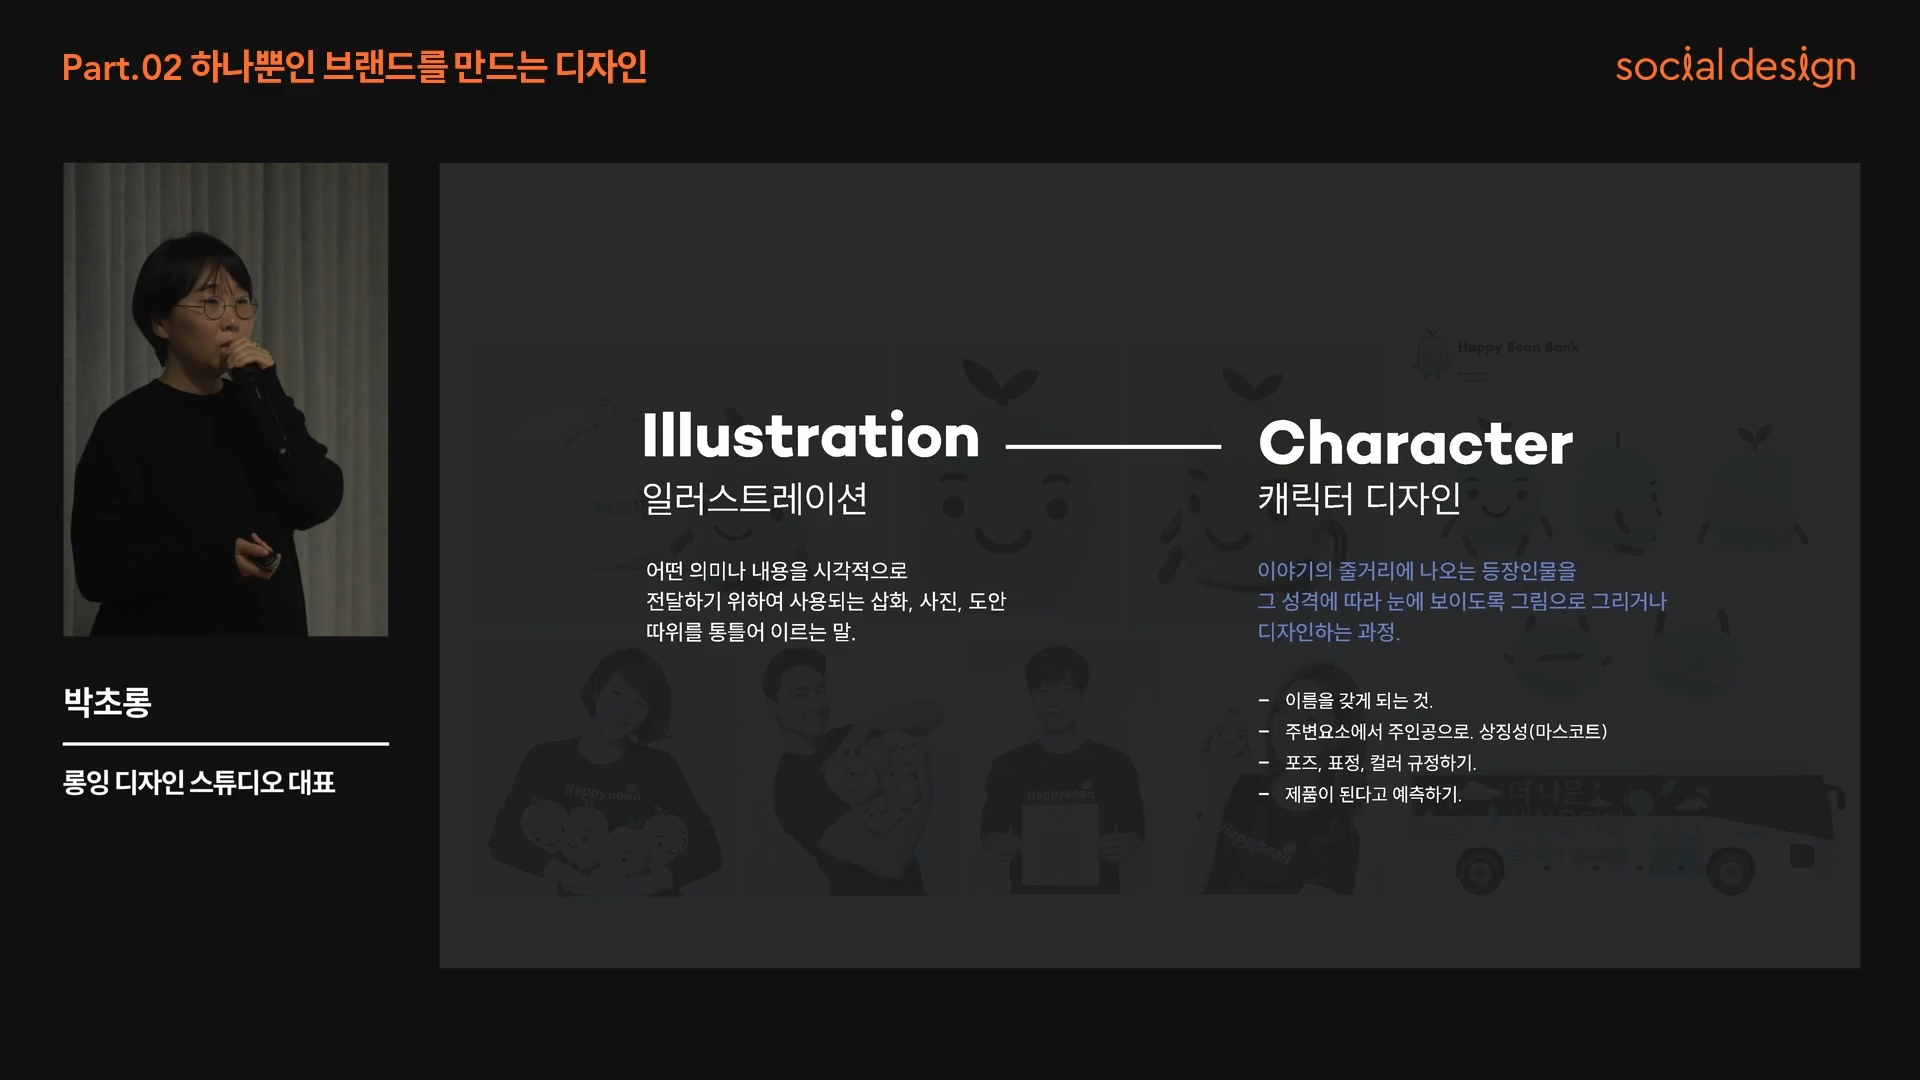 Part.02 하나뿐인 브랜드를 만드는 디자인
social design
박초롱
롱잉 디자인 스튜디오 대표
Happy Bean Bank
Illustration
일러스트레이션
어떤 의미나 내용을 시각적으로
전달하기 위하여 사용되는 삽화, 사진, 도안
따위를 통틀어 이르는 말.
Character
캐릭터 디자인
이야기의 줄거리에 나오는 등장인물을
그 성격에 따라 눈에 보이도록 그림으로 그리거나
디자인하는 과정.
– 이름을 갖게 되는 것.
– 주변요소에서 주인공으로. 상징성(마스코트)
– 포즈, 표정, 컬러 규정하기.
– 제품이 된다고 예측하기.
Happybean
Happybean
Happybean
더 나은